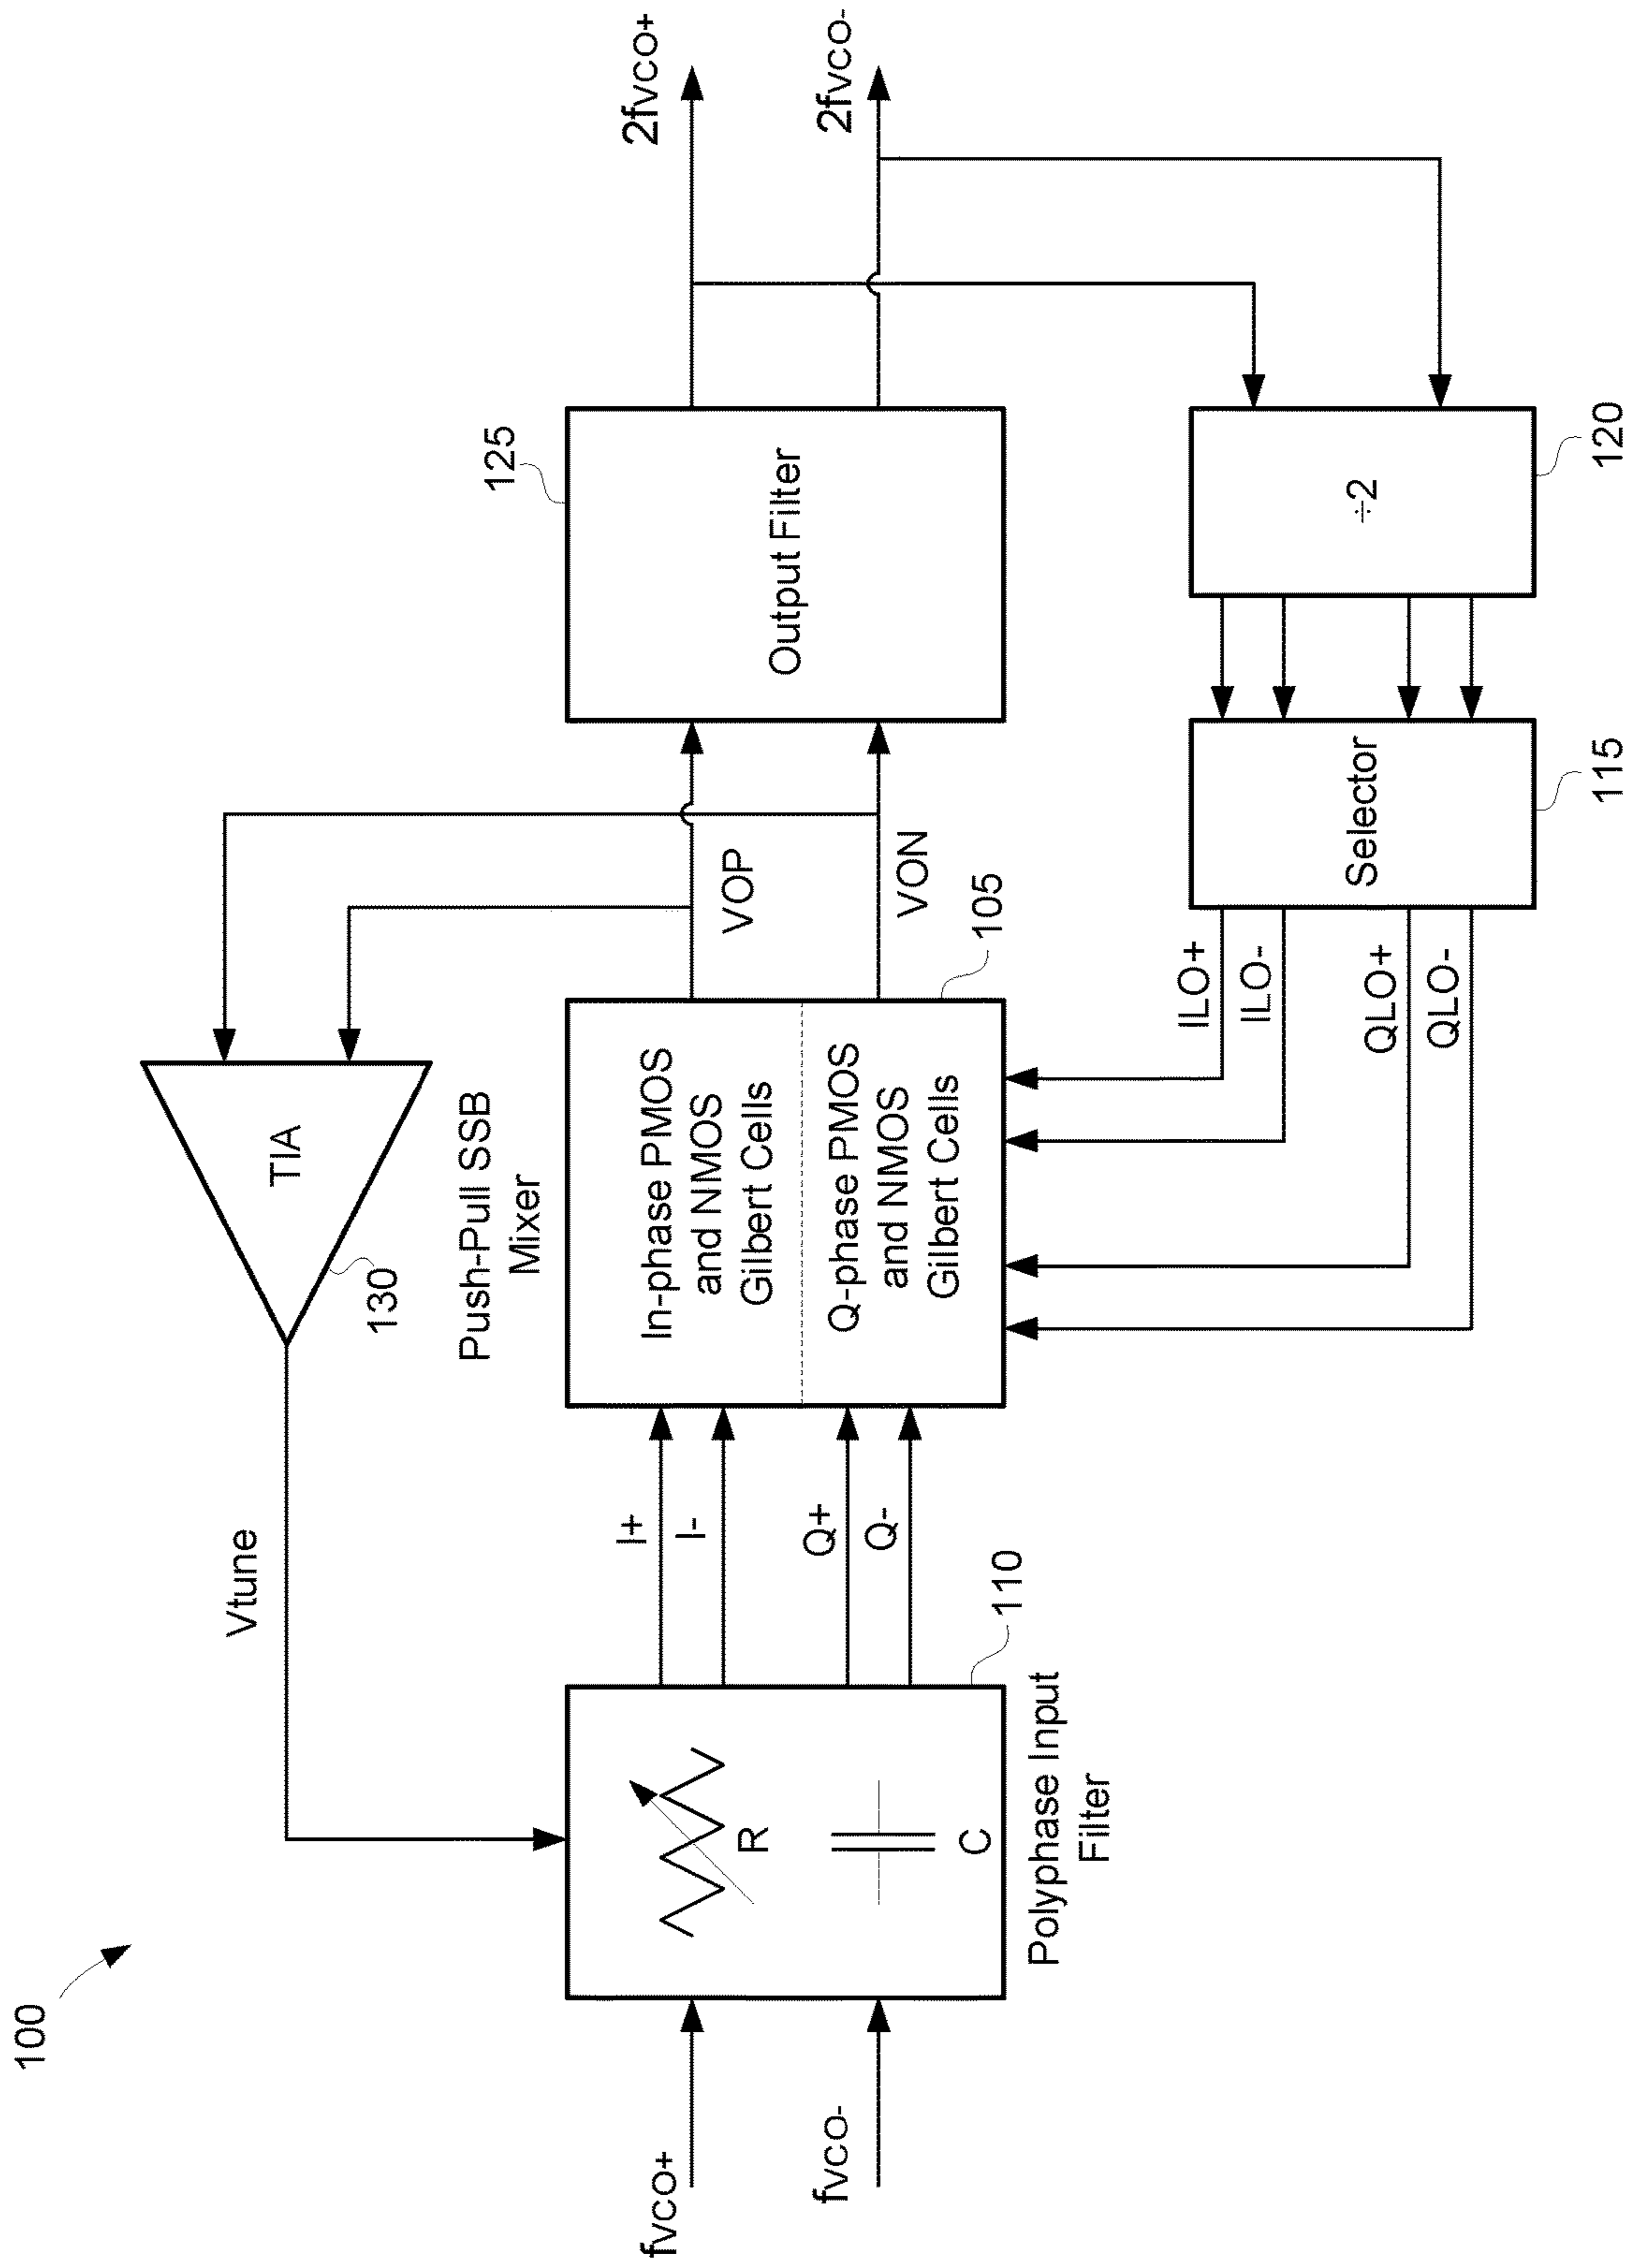 100
fvco+
fvco-
R
C
Polyphase Input
Filter
110
Vtune
I+
I-
Q+
Q-
TIA
130
Push-Pull SSB
Mixer
In-phase PMOS
and NMOS
Gilbert Cells
Q-phase PMOS
and NMOS
Gilbert Cells
105
VOP
VON
ILO+
ILO-
QLO+
QLO-
Selector
115
Output Filter
125
÷2
120
2fvco+
2fvco-